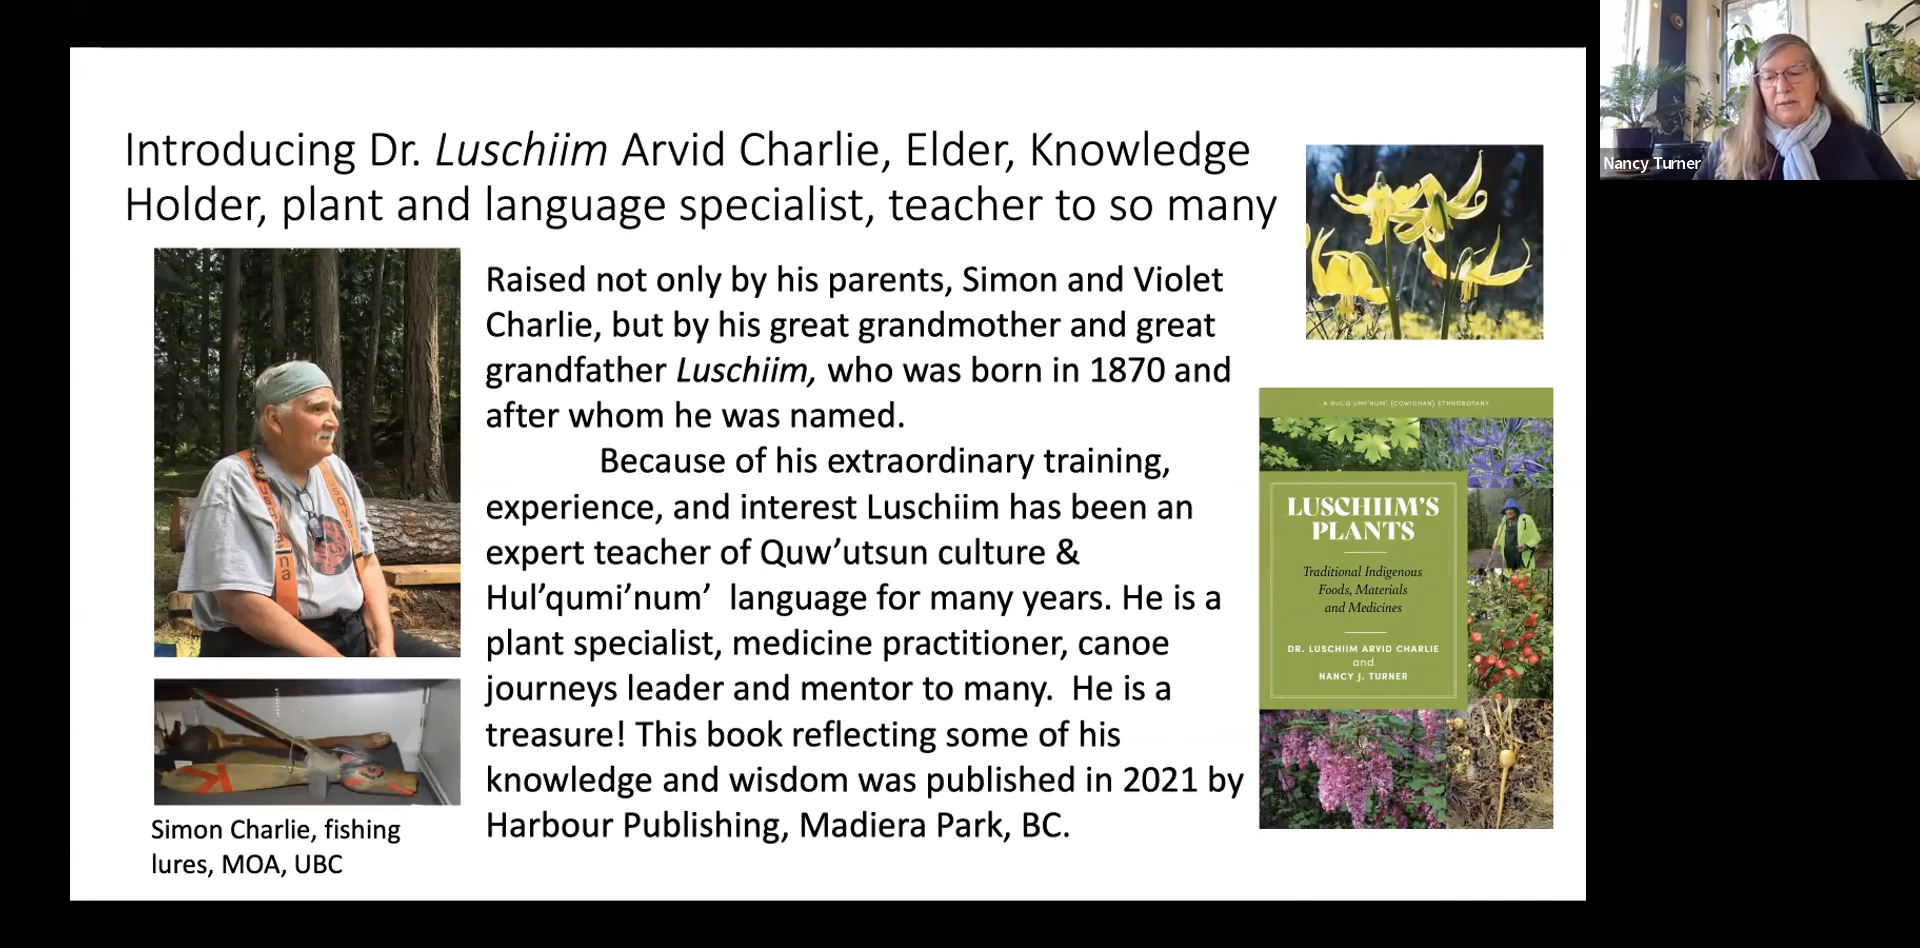 Introducing Dr. Luschiim Arvid Charlie, Elder, Knowledge
Holder, plant and language specialist, teacher to so many
Raised not only by his parents, Simon and Violet
Charlie, but by his great grandmother and great
grandfather Luschiim, who was born in 1870 and
after whom he was named.
Because of his extraordinary training,
experience, and interest Luschiim has been an
expert teacher of Quw’utsun culture &
Hul’qumi’num’  language for many years. He is a
plant specialist, medicine practitioner, canoe
journeys leader and mentor to many.  He is a
treasure! This book reflecting some of his
knowledge and wisdom was published in 2021 by
Harbour Publishing, Madiera Park, BC.
Simon Charlie, fishing
lures, MOA, UBC
A HUL'Q'UMI'NUM' (COWICHAN) ETHNOBOTANY
LUSCHIIM'S
PLANTS
Traditional Indigenous
Foods, Materials
and Medicines
DR. LUSCHIIM ARVID CHARLIE
and
NANCY J. TURNER
Nancy Turner